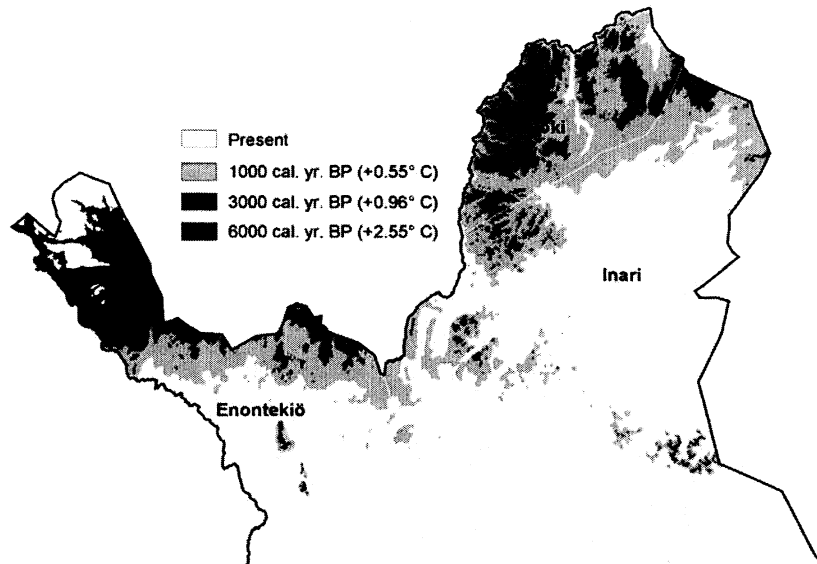 Present
1000 cal. yr. BP (+0.55° C)
3000 cal. yr. BP (+0.96° C)
6000 cal. yr. BP (+2.55° C)
Inari
Enontekiö